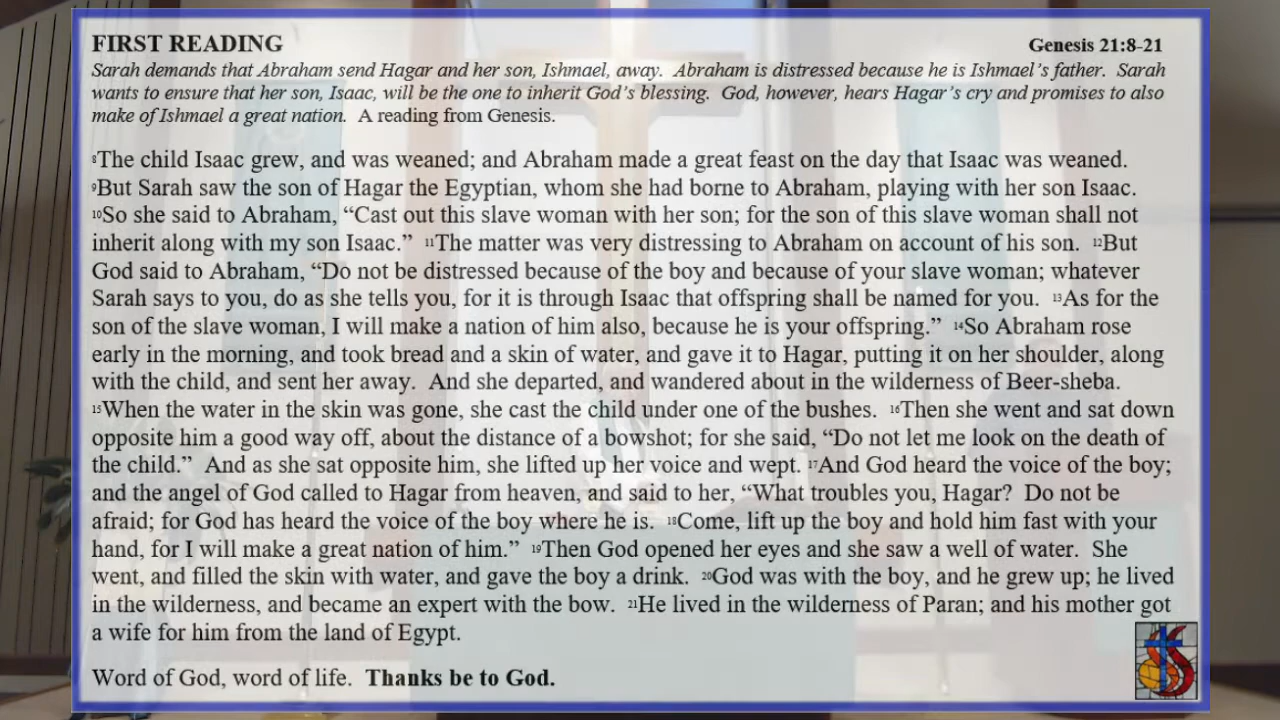 FIRST READING Genesis 21:8-21
Sarah demands that Abraham send Hagar and her son, Ishmael, away.  Abraham is distressed because he is Ishmael’s father.  Sarah
wants to ensure that her son, Isaac, will be the one to inherit God’s blessing.  God, however, hears Hagar’s cry and promises to also
make of Ishmael a great nation.  A reading from Genesis.
8The child Isaac grew, and was weaned; and Abraham made a great feast on the day that Isaac was weaned.
9But Sarah saw the son of Hagar the Egyptian, whom she had borne to Abraham, playing with her son Isaac.
10So she said to Abraham, “Cast out this slave woman with her son; for the son of this slave woman shall not
inherit along with my son Isaac.”  11The matter was very distressing to Abraham on account of his son.  12But
God said to Abraham, “Do not be distressed because of the boy and because of your slave woman; whatever
Sarah says to you, do as she tells you, for it is through Isaac that offspring shall be named for you.  13As for the
son of the slave woman, I will make a nation of him also, because he is your offspring.”  14So Abraham rose
early in the morning, and took bread and a skin of water, and gave it to Hagar, putting it on her shoulder, along
with the child, and sent her away.  And she departed, and wandered about in the wilderness of Beer-sheba.
15When the water in the skin was gone, she cast the child under one of the bushes.  16Then she went and sat down
opposite him a good way off, about the distance of a bowshot; for she said, “Do not let me look on the death of
the child.”  And as she sat opposite him, she lifted up her voice and wept. 17And God heard the voice of the boy;
and the angel of God called to Hagar from heaven, and said to her, “What troubles you, Hagar?  Do not be
afraid; for God has heard the voice of the boy where he is.  18Come, lift up the boy and hold him fast with your
hand, for I will make a great nation of him.”  19Then God opened her eyes and she saw a well of water.  She
went, and filled the skin with water, and gave the boy a drink.  20God was with the boy, and he grew up; he lived
in the wilderness, and became an expert with the bow.  21He lived in the wilderness of Paran; and his mother got
a wife for him from the land of Egypt.
Word of God, word of life.  Thanks be to God.